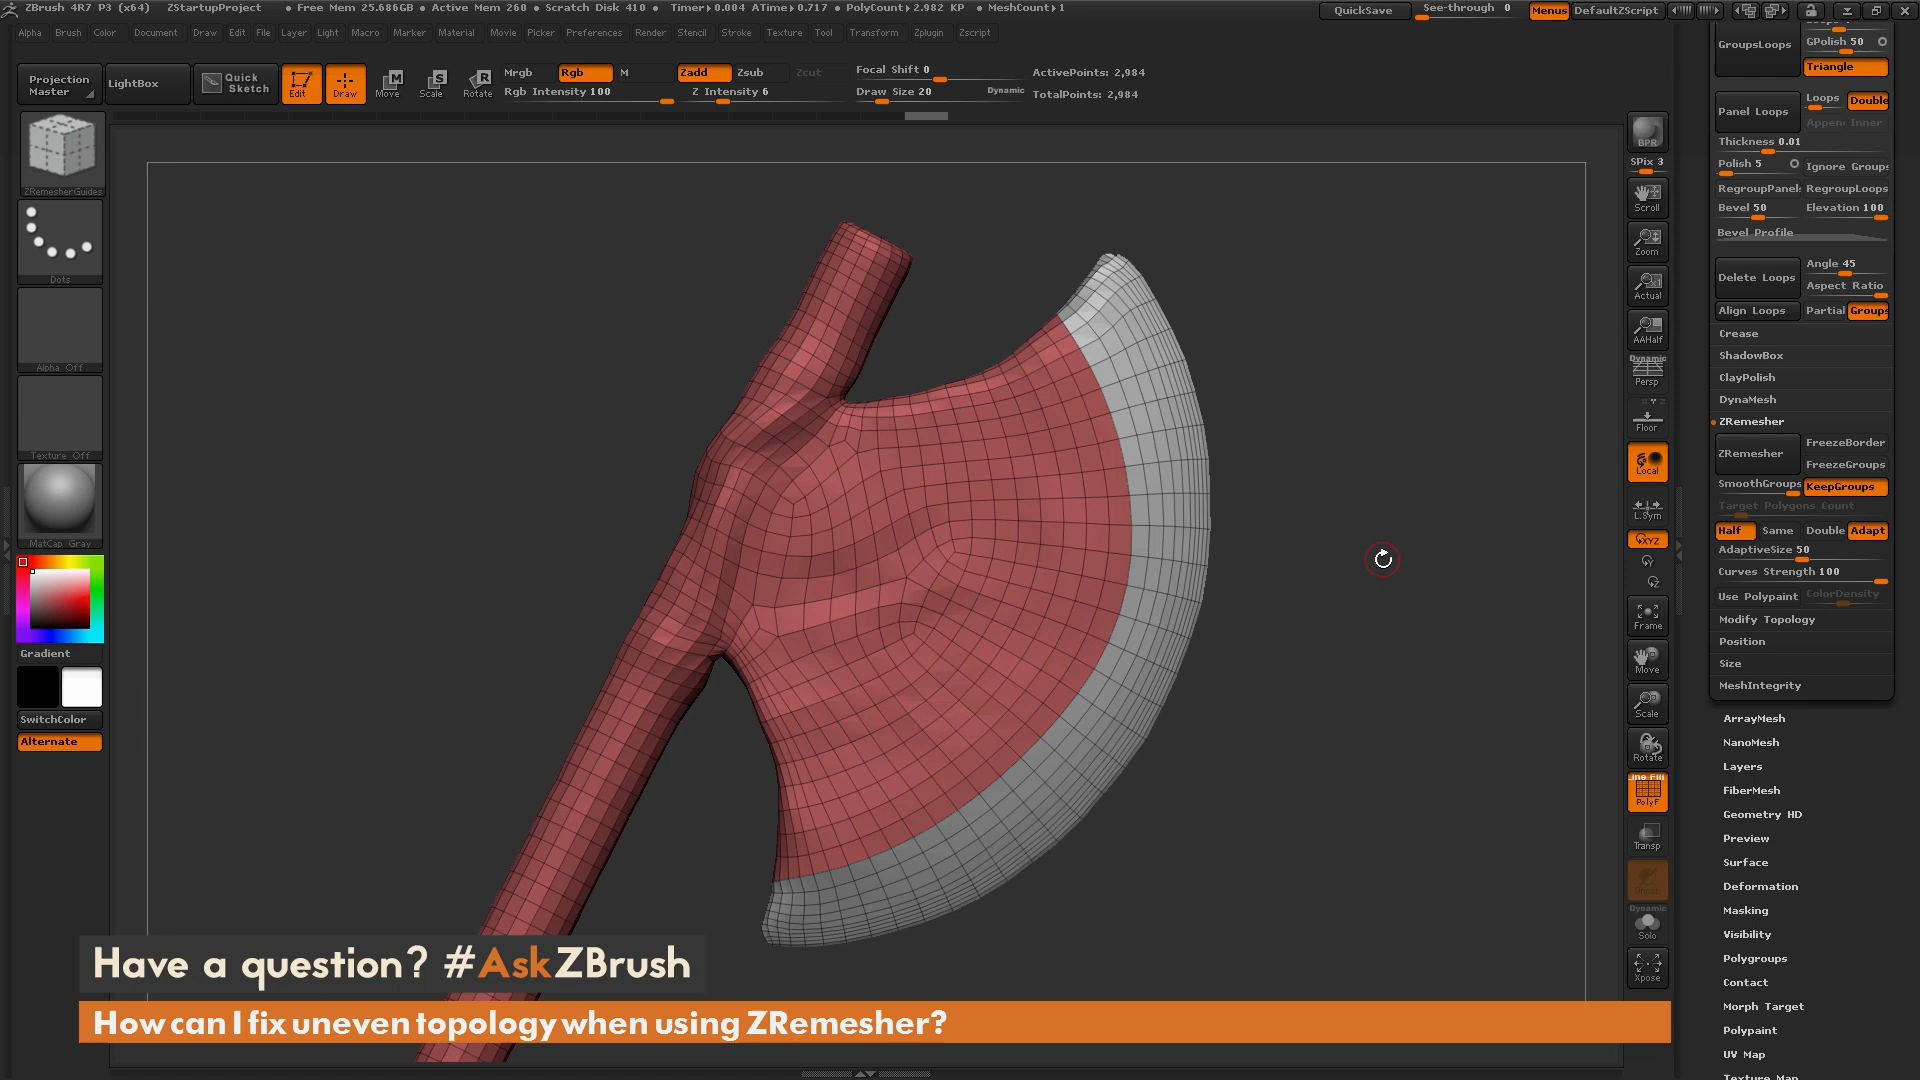 ZBrush 4R7 P3 (x64) ZStartupProject • Free Mem 25.686GB • Active Mem 260 • Scratch Disk 410 • Timer▸0.004 ATime▸0.717 • PolyCount▸2.982 KP • MeshCount▸1 QuickSave See-through 0 Menus DefaultZScript
Alpha Brush Color Document Draw Edit File Layer Light Macro Marker Material Movie Picker Preferences Render Stencil Stroke Texture Tool Transform Zplugin Zscript
Projection Master
LightBox
Quick Sketch
Edit
Draw
Move
Scale
Rotate
Mrgb Rgb M
Rgb Intensity 100
Zadd Zsub Zcut
Z Intensity 6
Focal Shift 0
Draw Size 20 Dynamic
ActivePoints: 2,984
TotalPoints: 2,984
ZRemesherGuides
Dots
Alpha Off
Texture Off
MatCap Gray
Gradient
SwitchColor
Alternate
BPR
SPix 3
Scroll
Zoom
Actual
AAHalf
Dynamic
Persp
Floor
Local
L.Sym
XYZ
Y
Z
Frame
Move
Scale
Rotate
PolyF
Transp
Dynamic
Solo
Xpose
GroupsLoops
GPolish 50
Triangle
Panel Loops
Loops Double
Append Inner
Thickness 0.01
Polish 5 Ignore Groups
RegroupPanels RegroupLoops
Bevel 50 Elevation 100
Bevel Profile
Delete Loops
Angle 45
Aspect Ratio
Align Loops Partial Groups
Crease
ShadowBox
ClayPolish
DynaMesh
ZRemesher
ZRemesher
FreezeBorder
FreezeGroups
SmoothGroups KeepGroups
Target Polygons Count
Half Same Double Adapt
AdaptiveSize 50
Curves Strength 100
Use Polypaint ColorDensity
Modify Topology
Position
Size
MeshIntegrity
ArrayMesh
NanoMesh
Layers
FiberMesh
Geometry HD
Preview
Surface
Deformation
Masking
Visibility
Polygroups
Contact
Morph Target
Polypaint
UV Map
Texture Map
Have a question? #AskZBrush
How can I fix uneven topology when using ZRemesher?